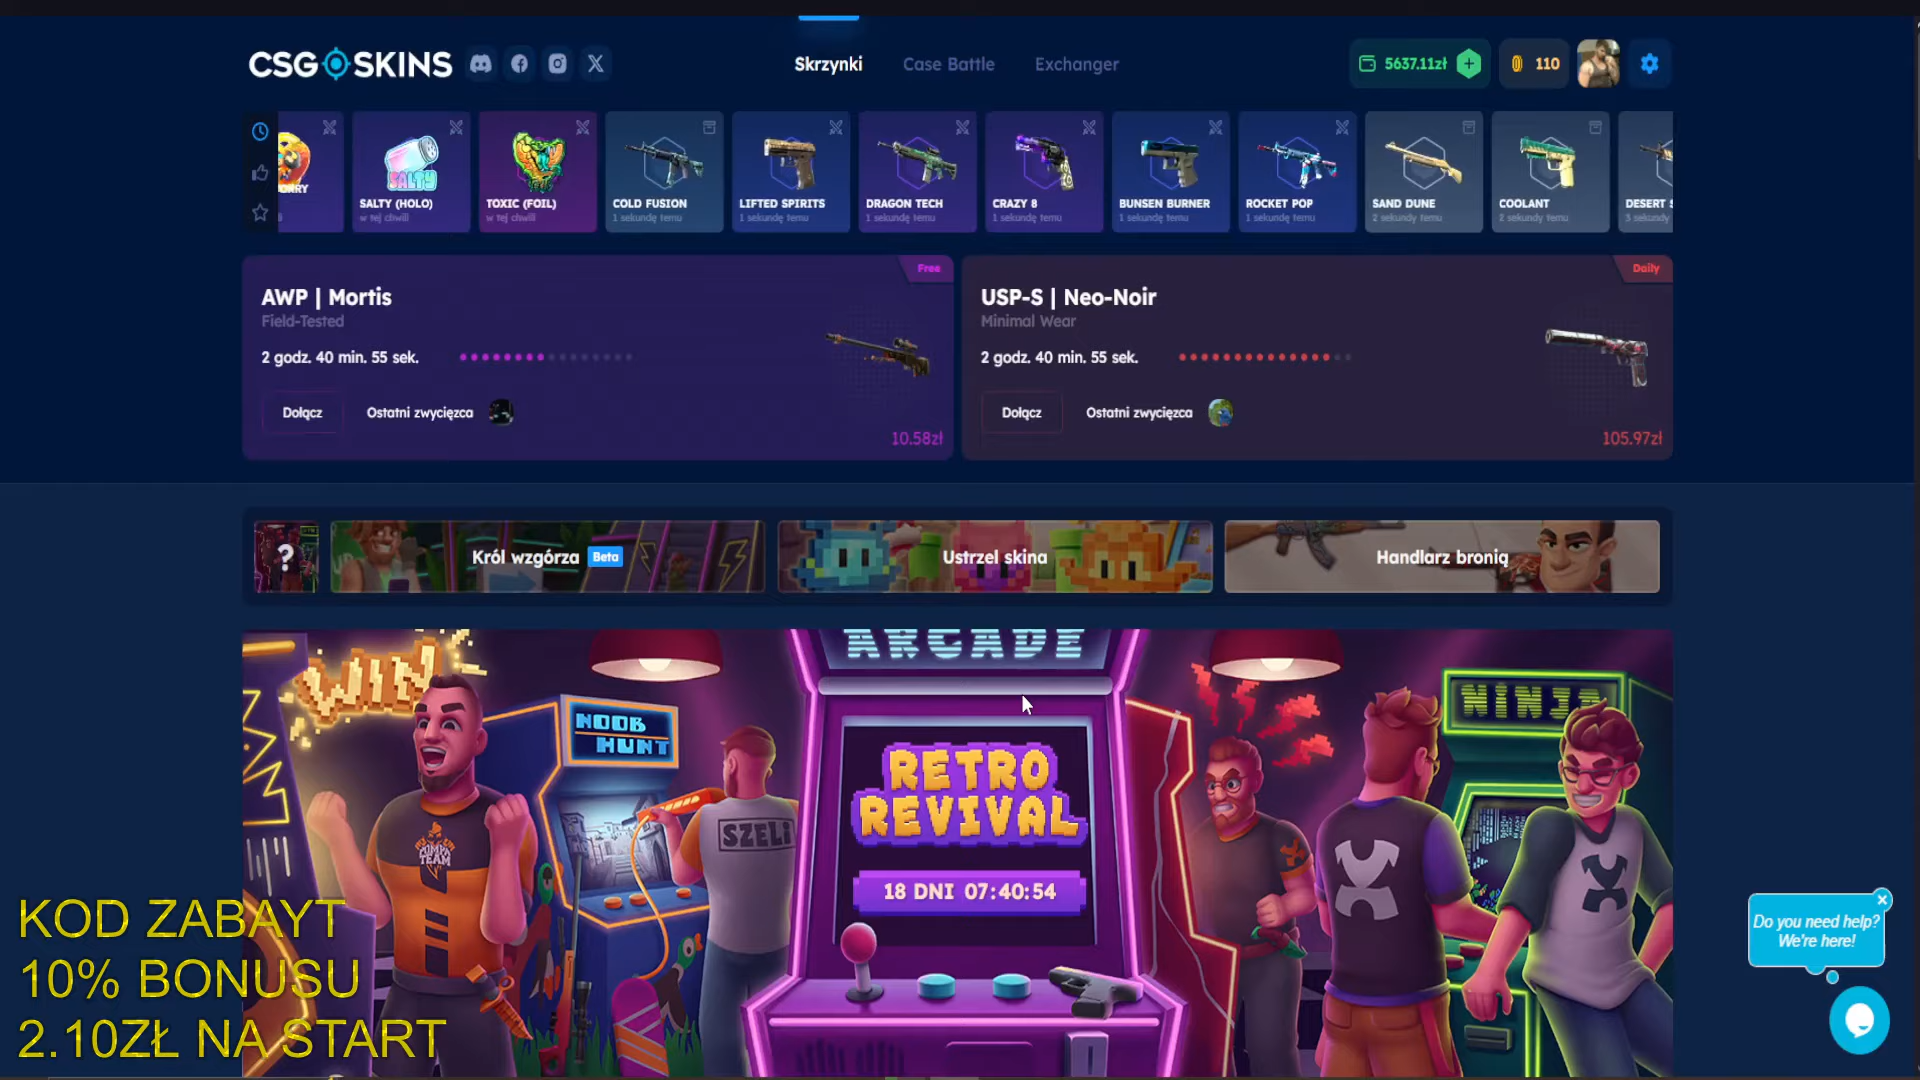 CSG SKINS
Skrzynki
Case Battle
Exchanger
5637.11zł
110
SALTY (HOLO)
w tej chwili
TOXIC (FOIL)
w tej chwili
COLD FUSION
1 sekundę temu
LIFTED SPIRITS
1 sekundę temu
DRAGON TECH
1 sekundę temu
CRAZY 8
1 sekundę temu
BUNSEN BURNER
1 sekundę temu
ROCKET POP
1 sekundę temu
SAND DUNE
2 sekundy temu
COOLANT
2 sekundy temu
DESERT
3 sekundy
Free
AWP | Mortis
Field-Tested
2 godz. 40 min. 55 sek.
Dołącz
Ostatni zwycięzca
10.58zł
Daily
USP-S | Neo-Noir
Minimal Wear
2 godz. 40 min. 55 sek.
Dołącz
Ostatni zwycięzca
105.97zł
?
Król wzgórza Beta
Ustrzel skina
Handlarz bronią
ARCADE
WIN
NOOB
HUNT
NINJA
RETRO
REVIVAL
SZELI
POMPA
TEAM
18 DNI 07:40:54
KOD ZABAYT
10% BONUSU
2.10ZŁ NA START
Do you need help?
We're here!